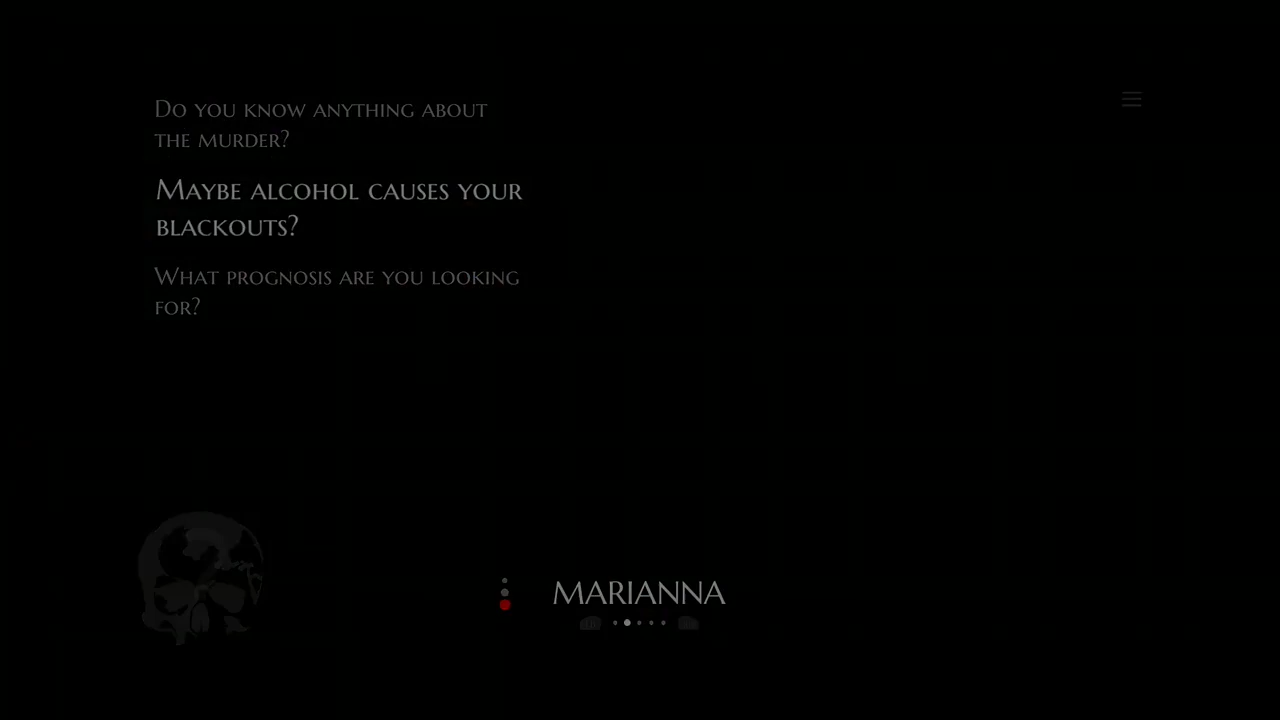 Do you know anything about
the murder?
Maybe alcohol causes your
blackouts?
What prognosis are you looking
for?
MARIANNA